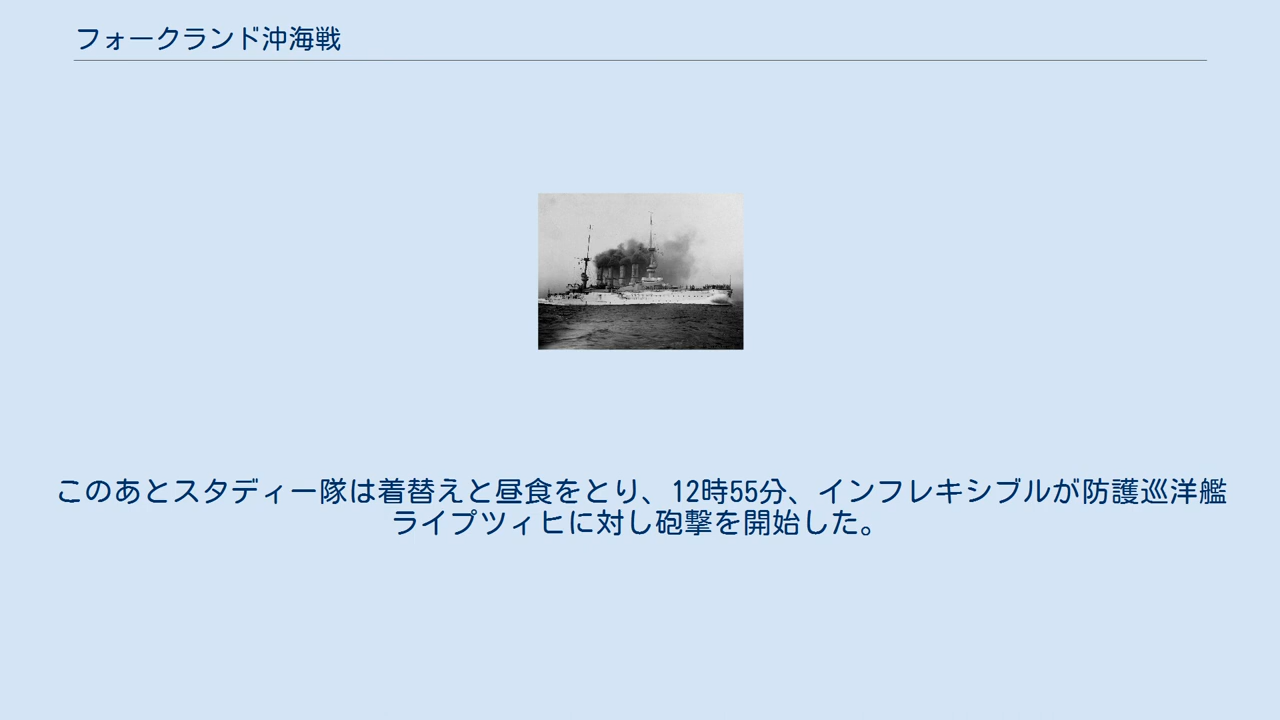 フォークランド沖海戦
このあとスタディー隊は着替えと昼食をとり、12時55分、インフレキシブルが防護巡洋艦
ライプツィヒに対し砲撃を開始した。